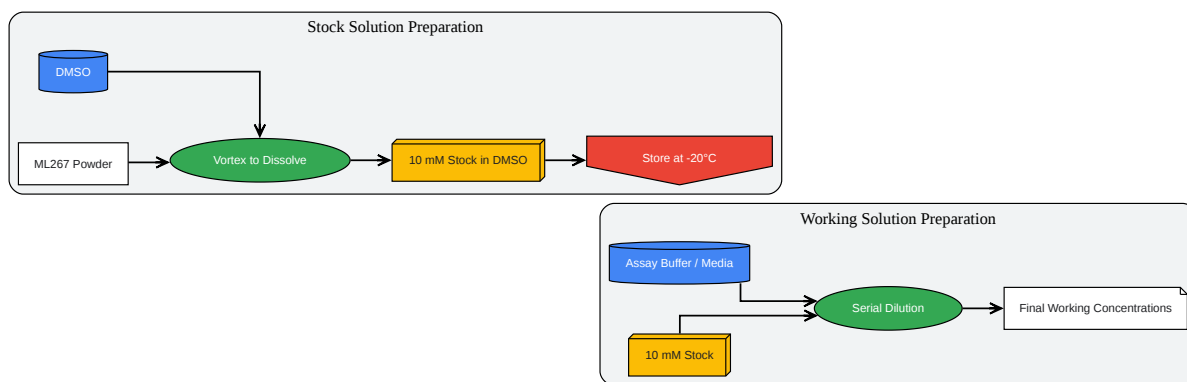 Stock Solution Preparation
DMSO
ML267 Powder
Vortex to Dissolve
10 mM Stock in DMSO
Store at -20°C
Working Solution Preparation
Assay Buffer / Media
Serial Dilution
Final Working Concentrations
10 mM Stock